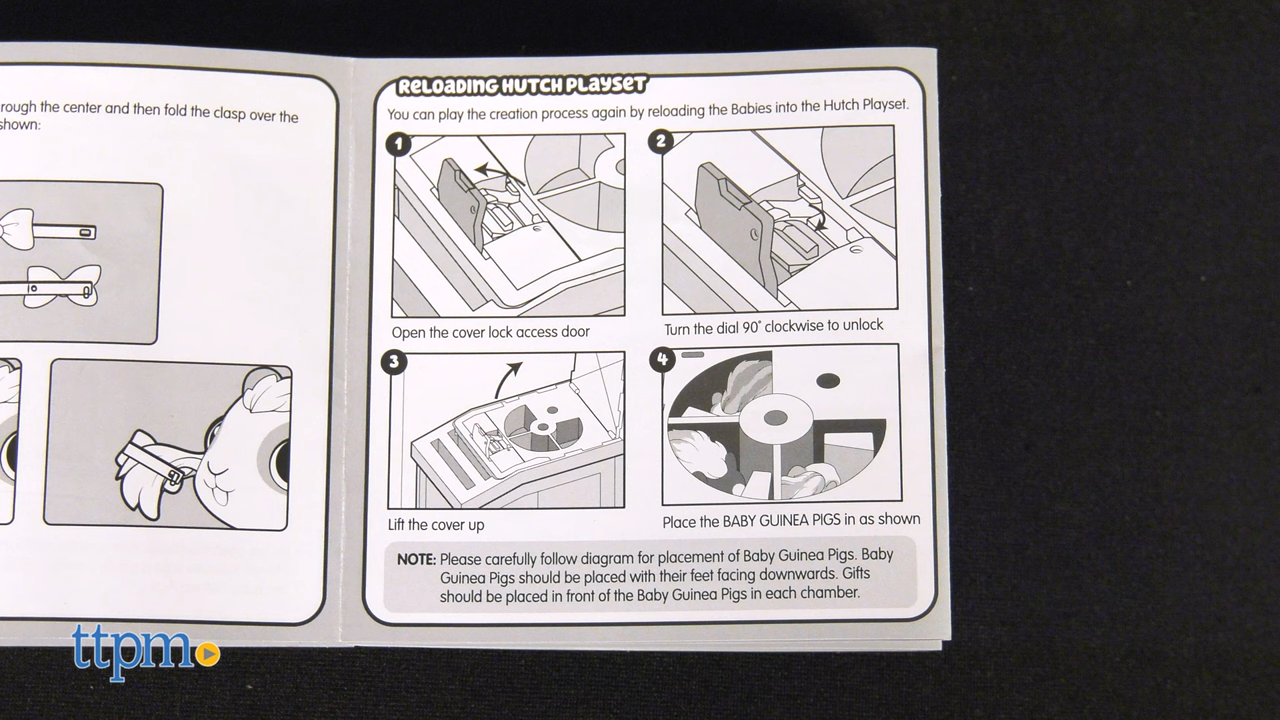 rough the center and then fold the clasp over the
shown:
RELOADING HUTCH PLAYSET
You can play the creation process again by reloading the Babies into the Hutch Playset.
1
2
Open the cover lock access door
Turn the dial 90° clockwise to unlock
3
4
Lift the cover up
Place the BABY GUINEA PIGS in as shown
NOTE: Please carefully follow diagram for placement of Baby Guinea Pigs. Baby
Guinea Pigs should be placed with their feet facing downwards. Gifts
should be placed in front of the Baby Guinea Pigs in each chamber.
ttpm